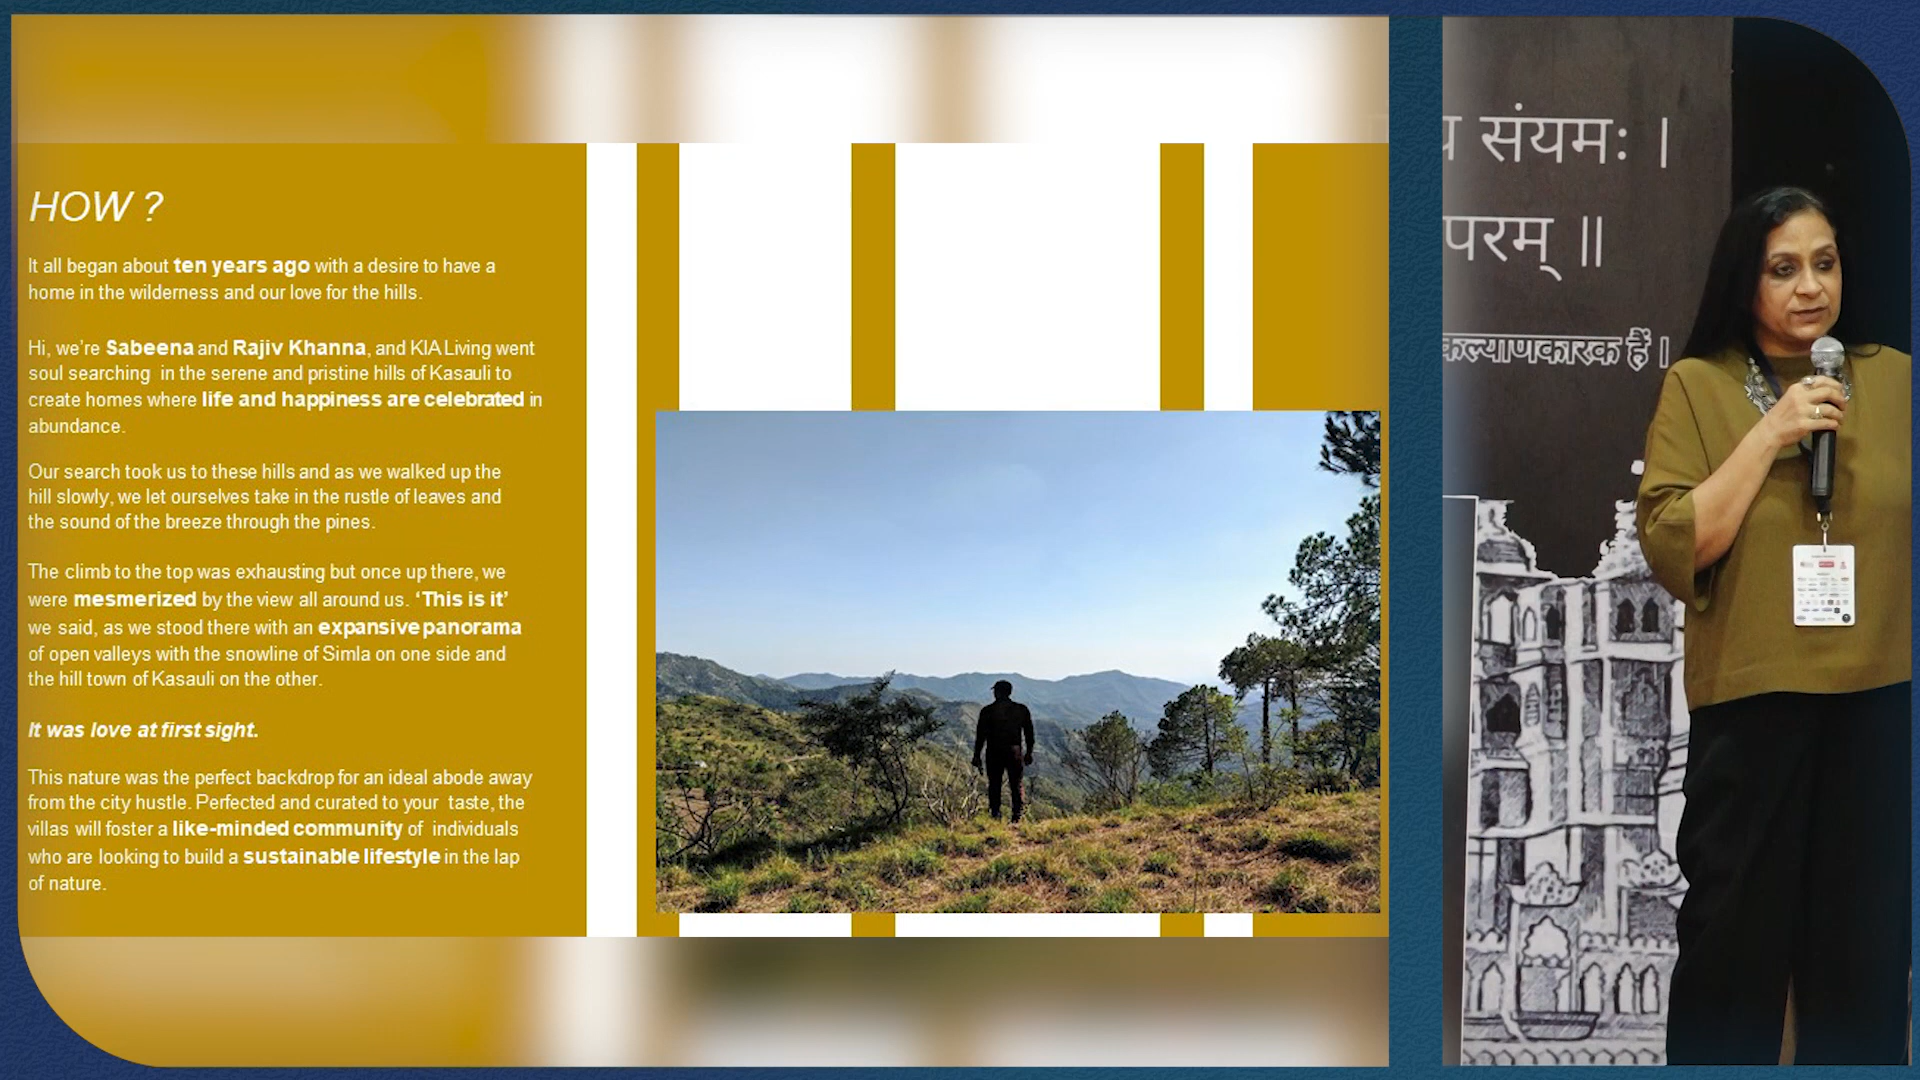 HOW ?
It all began about ten years ago with a desire to have a
home in the wilderness and our love for the hills.
Hi, we're Sabeena and Rajiv Khanna, and KIA Living went
soul searching in the serene and pristine hills of Kasauli to
create homes where life and happiness are celebrated in
abundance.
Our search took us to these hills and as we walked up the
hill slowly, we let ourselves take in the rustle of leaves and
the sound of the breeze through the pines.
The climb to the top was exhausting but once up there, we
were mesmerized by the view all around us. ‘This is it’
we said, as we stood there with an expansive panorama
of open valleys with the snowline of Simla on one side and
the hill town of Kasauli on the other.
It was love at first sight.
This nature was the perfect backdrop for an ideal abode away
from the city hustle. Perfected and curated to your taste, the
villas will foster a like-minded community of individuals
who are looking to build a sustainable lifestyle in the lap
of nature.
संयमः |
परम् ||
कल्याणकारक हैं |